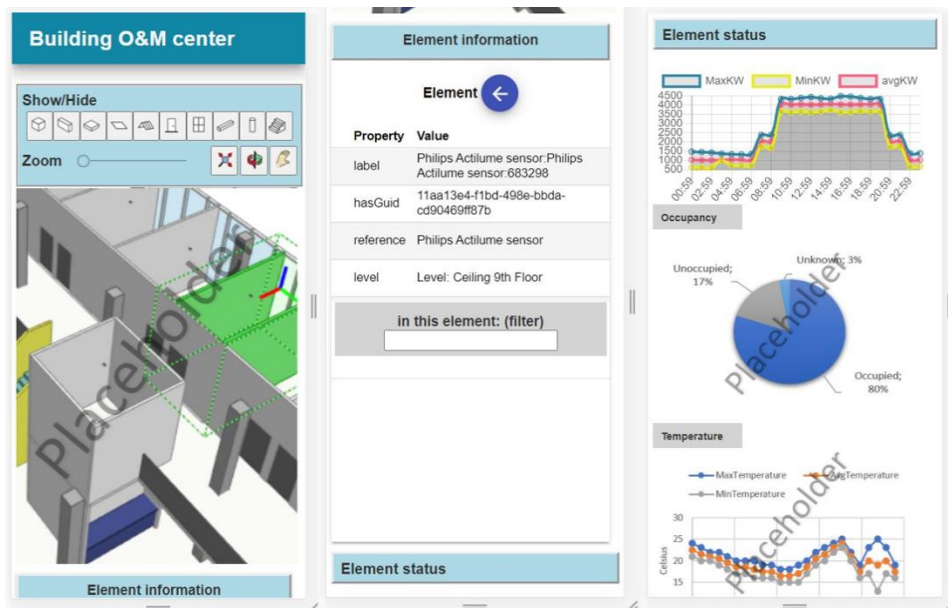 Building O&M center
Show/Hide
Zoom
Placeholder
Element information
Element information
Element
Property Value
label Philips Actilume sensor:Philips
Actilume sensor:683298
hasGuid 11aa13e4-f1bd-498e-bbda-
cd90469ff87b
reference Philips Actilume sensor
level Level: Ceiling 9th Floor
in this element: (filter)
Element status
Element status
MaxKW MinKW avgKW
4500
4000
3500
3000
2500
2000
1500
1000
500
00:59 02:59 04:59 06:59 08:59 10:59 12:59 14:59 16:59 18:59 20:59 22:59
Occupancy
Unknown; 3%
Unoccupied;
17%
Occupied;
80%
Placeholder
Temperature
MaxTemperature AvgTemperature
MinTemperature
30
25
20
15
Celsius
Placeholder